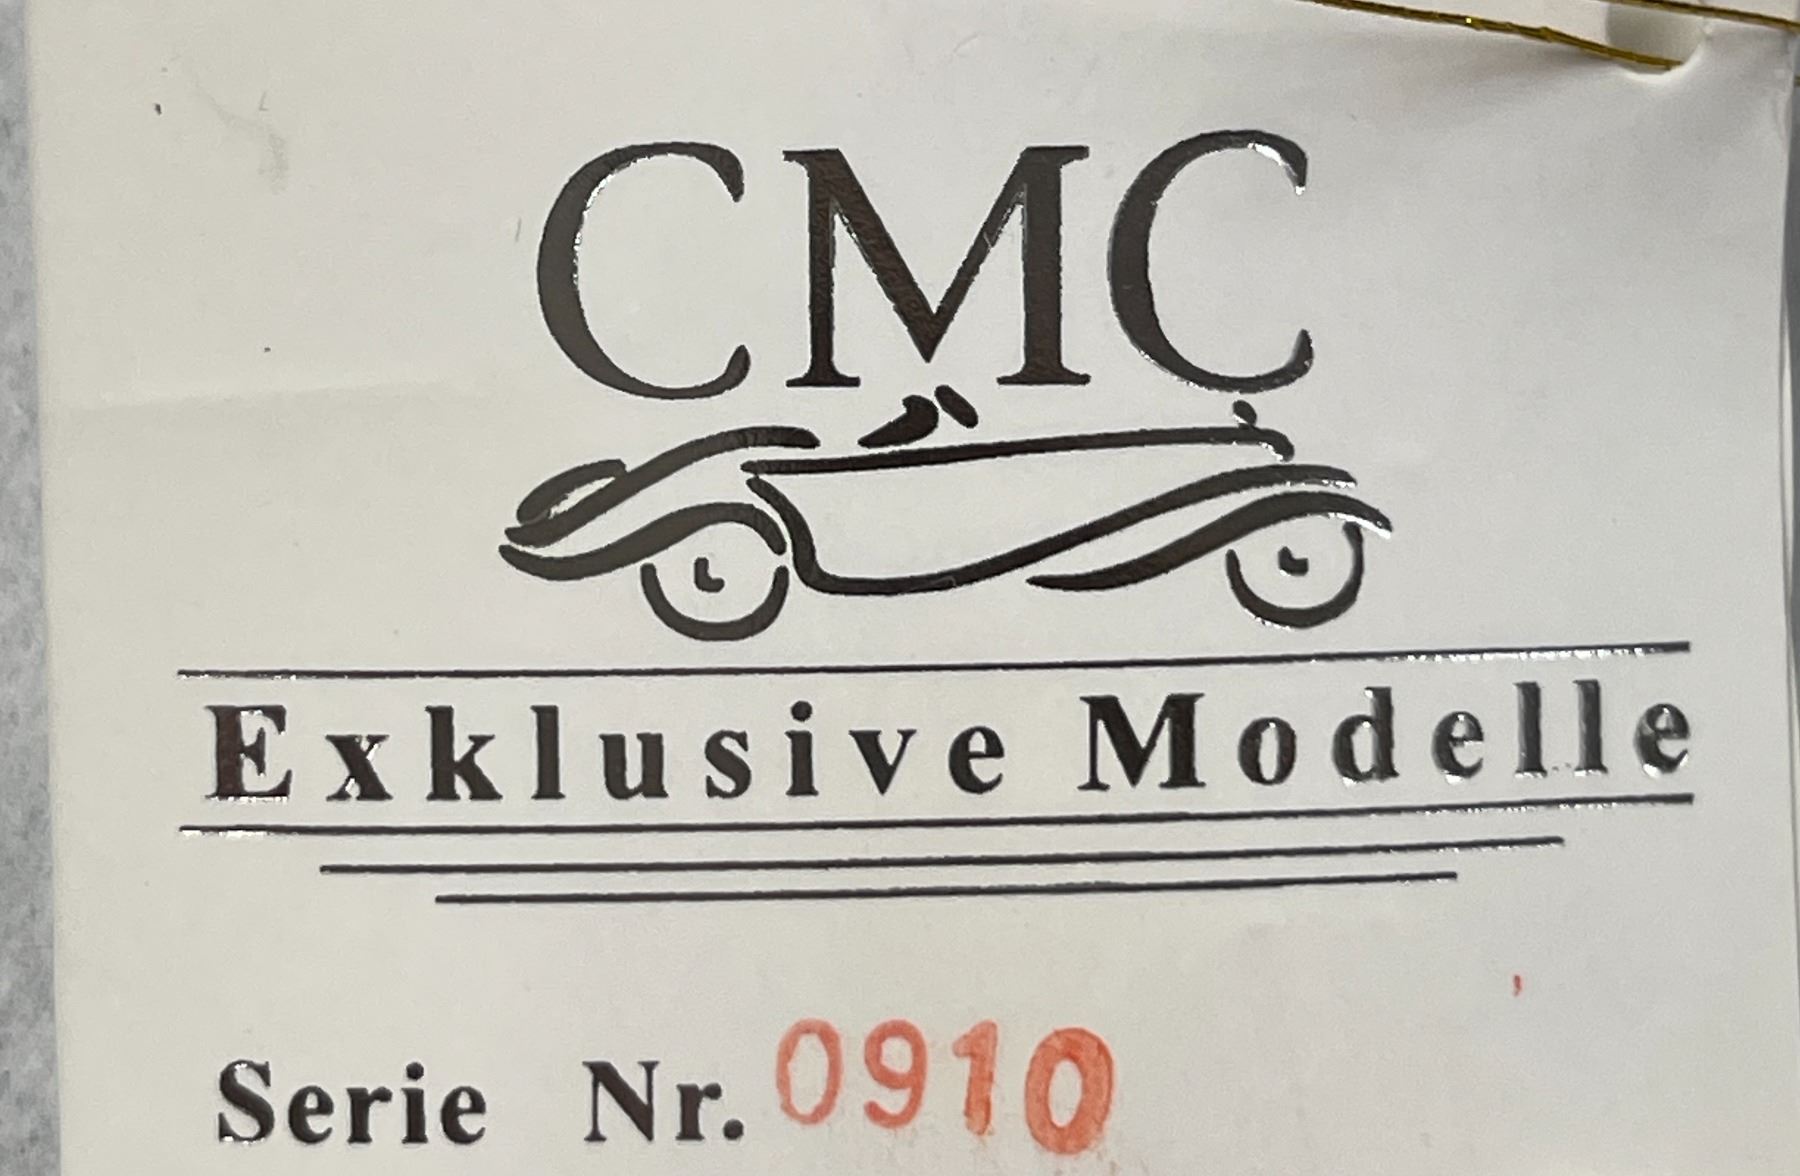 CMC
Exklusive Modelle
Serie Nr. 0910